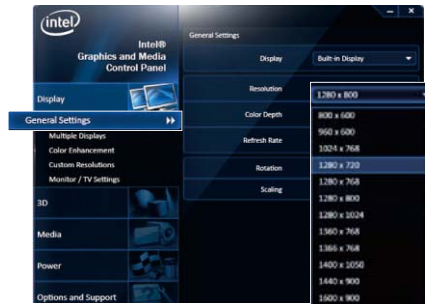 intel
Intel®
Graphics and Media
Control Panel
Display
General Settings
Multiple Displays
Color Enhancement
Custom Resolutions
Monitor / TV Settings
3D
Media
Power
Options and Support
General Settings
Display
Built-in Display
Resolution
1280 x 800
Color Depth
Refresh Rate
Rotation
Scaling
800 x 600
960 x 600
1024 x 768
1280 x 720
1280 x 768
1280 x 800
1280 x 1024
1360 x 768
1366 x 768
1400 x 1050
1440 x 900
1600 x 900